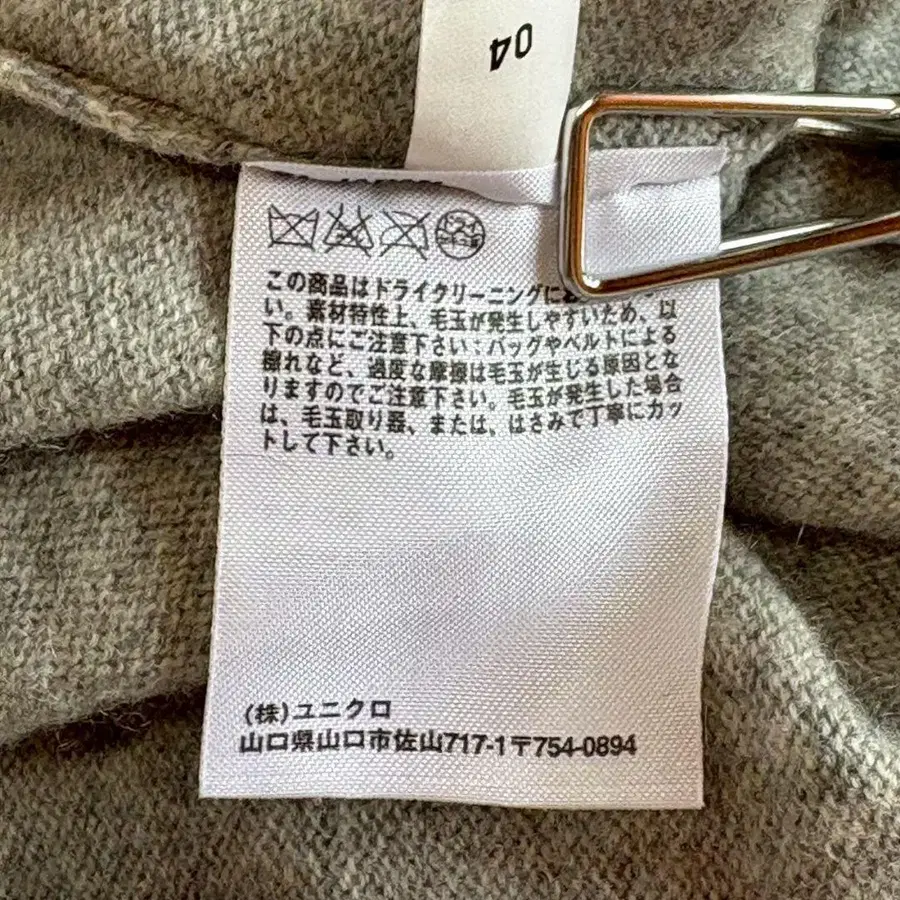 04
この商品はドライクリーニングに
い。素材特性上、毛玉が発生しやすいため、以
下の点にご注意下さい：バッグやベルトによる
擦れなど、過度な摩擦は毛玉が生じる原因とな
りますのでご注意下さい。毛玉が発生した場合
は、毛玉取り器、または、はさみで丁寧にカッ
トして下さい。
(株)ユニクロ
山口県山口市佐山717-1〒754-0894